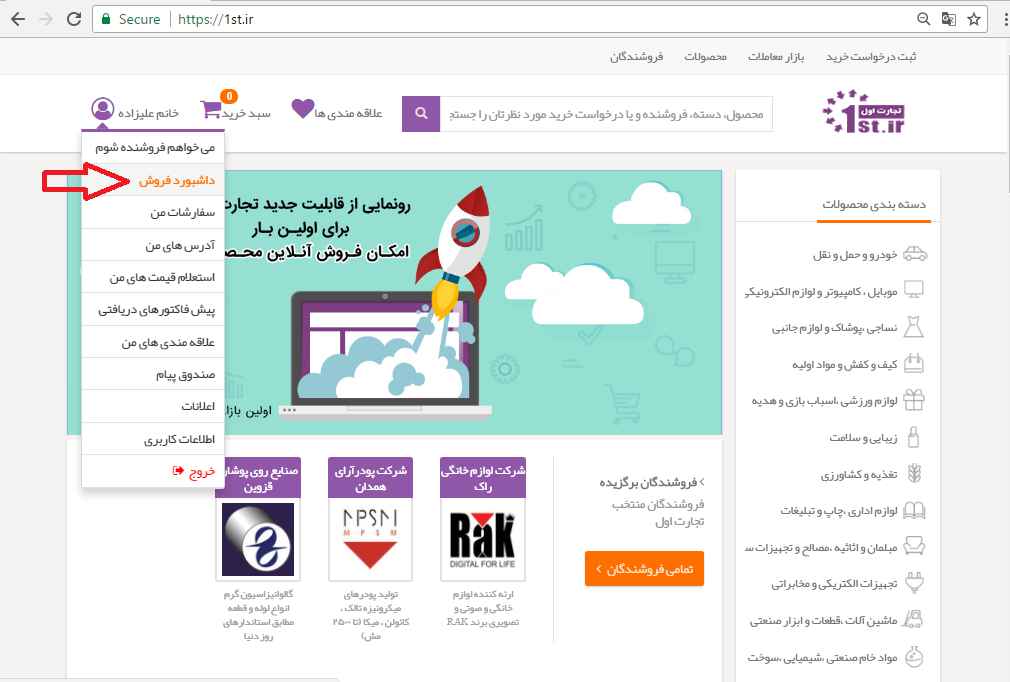 Secure
https://1st.ir
ثبت درخواست خرید
بازار معاملات
محصولات
فروشندگان
تجارت اول
1st.ir
محصول، دسته، فروشنده و یا درخواست خرید مورد نظرتان را جستج
علاقه مندی ها
سبد خرید
0
خانم علیزاده
می خواهم فروشنده شوم
داشبورد فروش
سفارشات من
آدرس های من
استعلام قیمت های من
پیش فاکتورهای دریافتی
علاقه مندی های من
صندوق پیام
اعلانات
اطلاعات کاربری
خروج
رونمایی از قابلیت جدید تجارت
برای اولین بار
امکان فروش آنلاین محصـ
اولین بازا
دسته بندی محصولات
خودرو و حمل و نقل
موبایل ، کامپیوتر و لوازم الکترونیکی
نساجی ،پوشاک و لوازم جانبی
کیف و کفش و مواد اولیه
لوازم ورزشی ،اسباب بازی و هدیه
زیبایی و سلامت
تغذیه و کشاورزی
لوازم اداری ،چاپ و تبلیغات
مبلمان و اثاثیه ،مصالح و تجهیزات س
تجهیزات الکتریکی و مخابراتی
ماشین آلات ،قطعات و ابزار صنعتی
مواد خام صنعتی ،شیمیایی ،سوخت
فروشندگان برگزیده
فروشندگان منتخب
تجارت اول
تمامی فروشندگان
شرکت لوازم خانگی
راک
RAK
DIGITAL FOR LIFE
ارئه کننده لوازم
خانگی و صوتی و
تصویری برند RAK
شرکت پودرآرای
همدان
MPSM
تولید پودرهای
میکرونیزه تالک ،
کائولن ، میکا (تا ۲۵۰۰
مش)
صنایع روی پوشان
قزوین
گالوانیزاسیون گرم
انواع لوله و قطعه
مطابق استاندارهای
روز دنیا